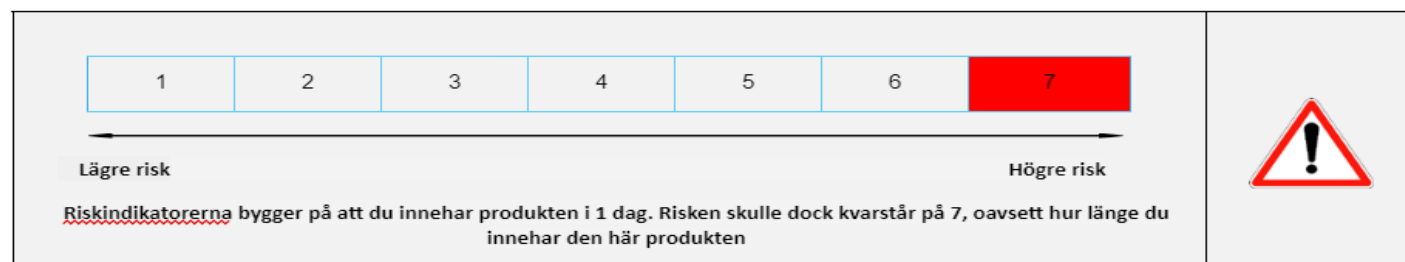 1 2 3 4 5 6 7
Lägre risk Högre risk
Riskindikatorerna bygger på att du innehar produkten i 1 dag. Risken skulle dock kvarstår på 7, oavsett hur länge du
innehar den här produkten